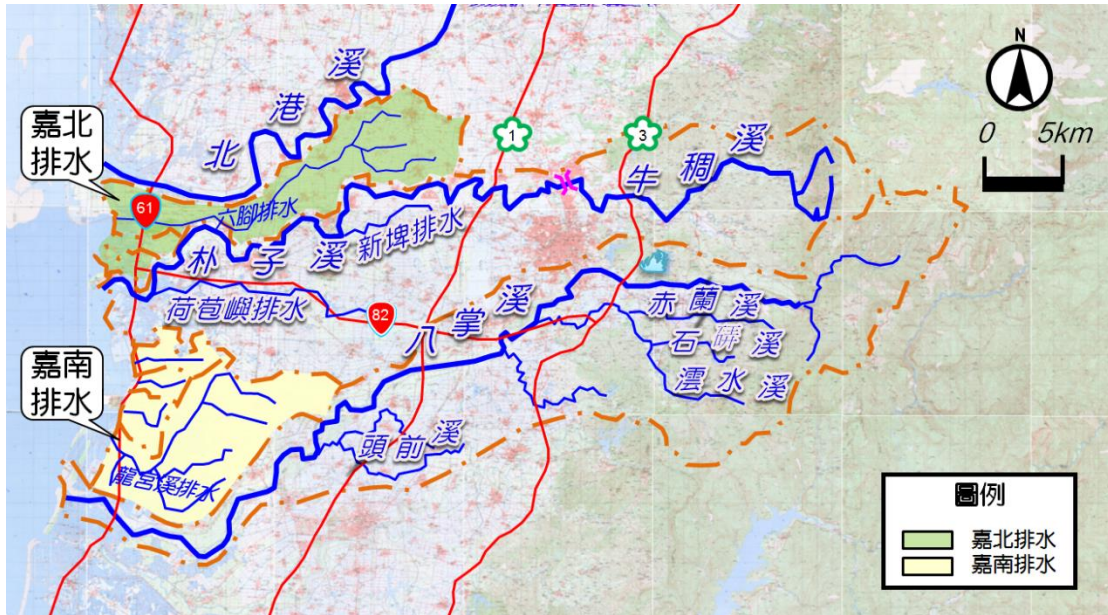 北港溪
N
0 5km
嘉北
排水
61
六腳排水
1
3
牛稠溪
朴子溪
新埤排水
荷苞嶼排水
82
八掌溪
赤蘭溪
石硦溪
澐水溪
嘉南
排水
頭前溪
龍宮溪排水
圖例
嘉北排水
嘉南排水